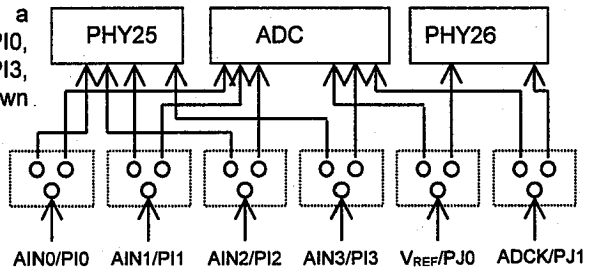 a
PI0,
PI3,
wn
PHY25 ADC PHY26
AIN0/PI0 AIN1/PI1 AIN2/PI2 AIN3/PI3 VREF/PJ0 ADCK/PJ1